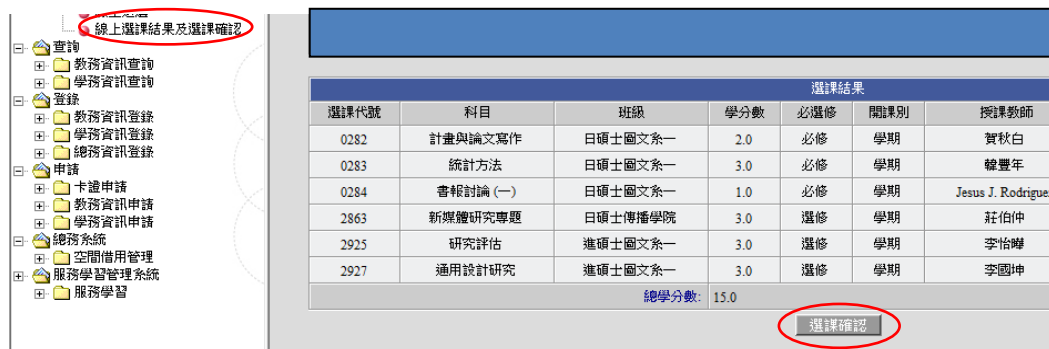 線上選課結果及選課確認
查詢
教務資訊查詢
學務資訊查詢
登錄
教務資訊登錄
學務資訊登錄
總務資訊登錄
申請
卡證申請
教務資訊申請
學務資訊申請
總務系統
空間借用管理
服務學習管理系統
服務學習
選課結果
選課代號 科目 班級 學分數 必選修 開課別 授課教師
0282 計畫與論文寫作 日碩士圖文系一 2.0 必修 學期 賀秋白
0283 統計方法 日碩士圖文系一 3.0 必修 學期 韓豐年
0284 書報討論 (一) 日碩士圖文系一 1.0 必修 學期 Jesus J. Rodrigue
2863 新媒體研究專題 日碩士傳播學院 3.0 選修 學期 莊伯仲
2925 研究評估 進碩士圖文系一 3.0 選修 學期 李怡曄
2927 通用設計研究 進碩士圖文系一 3.0 選修 學期 李國坤
總學分數: 15.0
選課確認